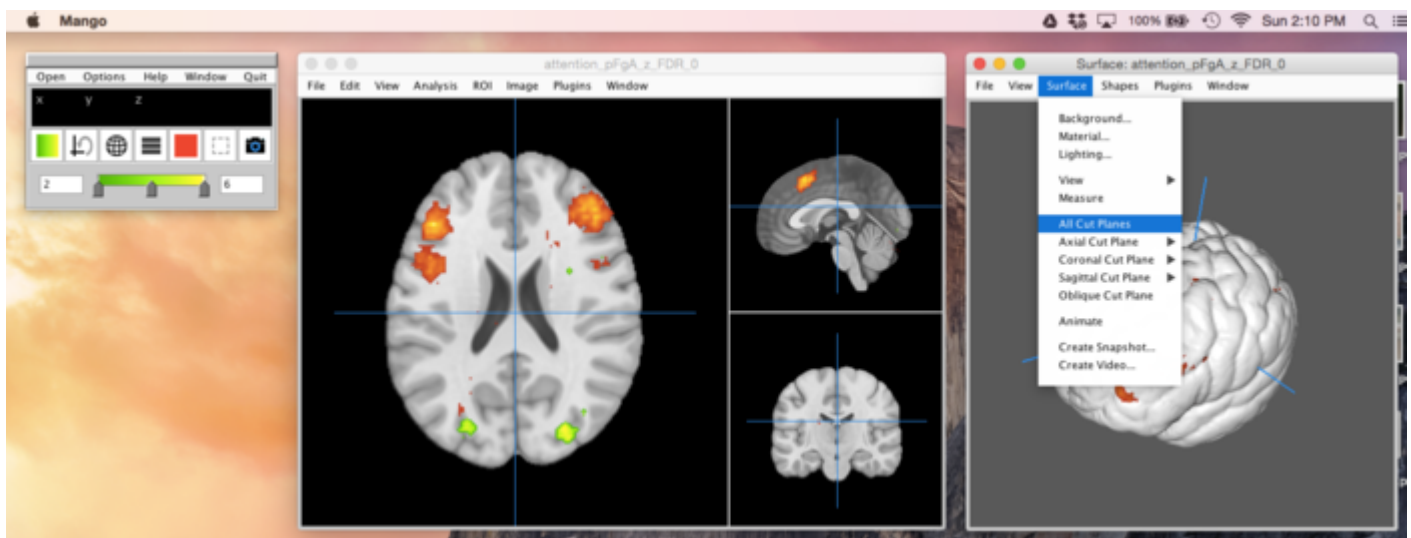 Mango 100% Sun 2:10 PM
Open Options Help Window Quit
x y z
2 6
attention_pFgA_z_FDR_0
File Edit View Analysis ROI Image Plugins Window
Surface: attention_pFgA_z_FDR_0
File View Surface Shapes Plugins Window
Background...
Material...
Lighting...
View
Measure
All Cut Planes
Axial Cut Plane
Coronal Cut Plane
Sagittal Cut Plane
Oblique Cut Plane
Animate
Create Snapshot...
Create Video...